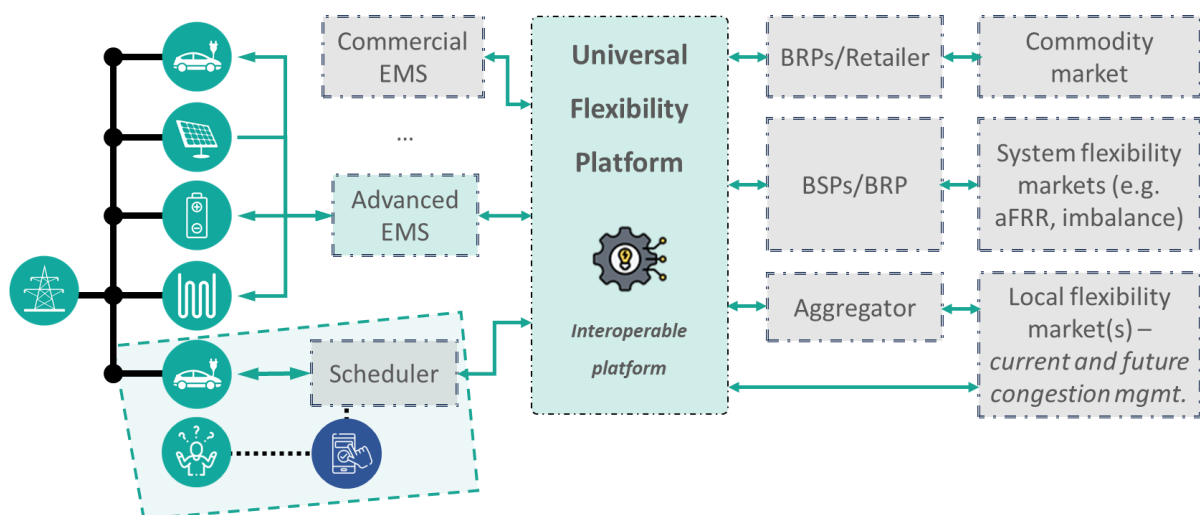 Commercial
EMS
...
Advanced
EMS
Scheduler
? ? ?
Universal
Flexibility
Platform
Interoperable
platform
BRPs/Retailer
BSPs/BRP
Aggregator
Commodity
market
System flexibility
markets (e.g.
aFRR, imbalance)
Local flexibility
market(s) –
current and future
congestion mgmt.